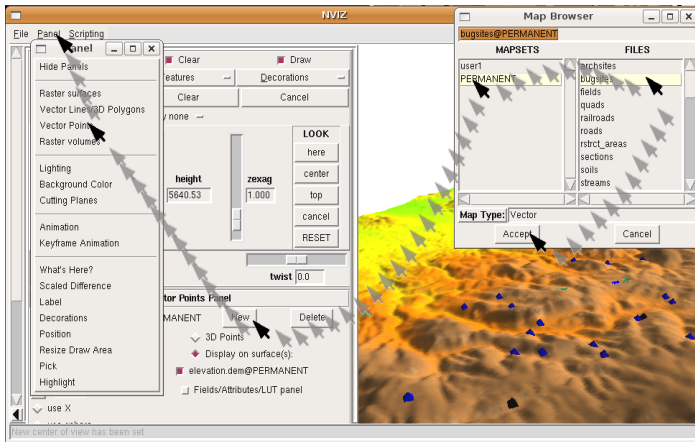 NVIZ
File Panel Scripting
Panel
Hide Panels
Raster surfaces
Vector Lines/3D Polygons
Vector Points
Raster volumes
Lighting
Background Color
Cutting Planes
Animation
Keyframe Animation
What's Here?
Scaled Difference
Label
Decorations
Position
Resize Draw Area
Pick
Highlight
use X
New center of view has been set
Clear Draw
eatures Decorations
Clear Cancel
none
LOOK
here
center
top
cancel
RESET
height zexag
5640.53 1.000
twist 0.0
tor Points Panel
MANENT New Delete
3D Points
Display on surface(s):
elevation.dem@PERMANENT
Fields/Attributes/LUT panel
Map Browser
bugsites@PERMANENT
MAPSETS FILES
user1
PERMANENT
archsites
bugsites
fields
quads
railroads
roads
rstrct_areas
sections
soils
streams
Map Type: Vector
Accept Cancel